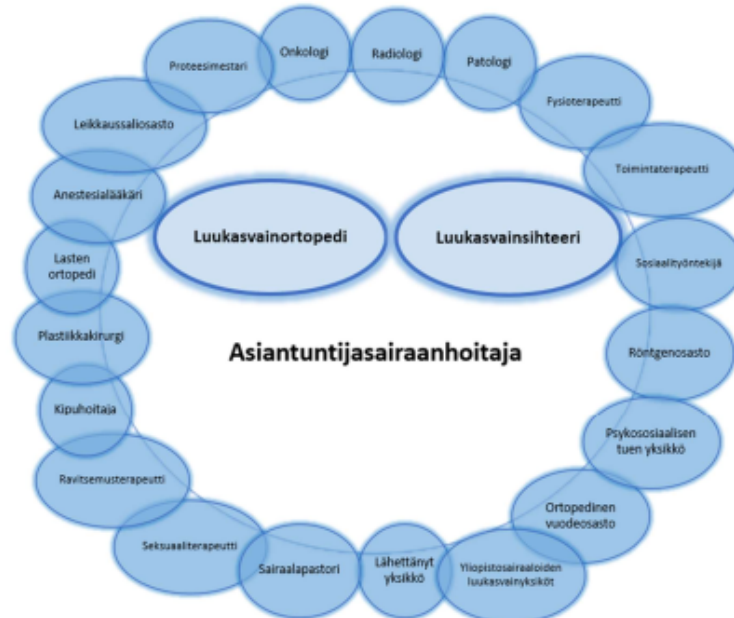 Onkologi
Radiologi
Patologi
Proteesimestari
Fysioterapeutti
Leikkaussaliosasto
Toimintaterapeutti
Anestesialääkäri
Luukasvainortopedi
Luukasvainsihteeri
Lasten
ortopedi
Sosiaalityöntekijä
Plastiikkakirurgi
Asiantuntijasairaanhoitaja
Röntgenosasto
Kipuhoitaja
Psykososiaalisen
tuen yksikkö
Ravitsemusterapeutti
Ortopedinen
vuodeosasto
Seksuaaliterapeutti
Sairaalapastori
Lähettänyt
yksikkö
Yliopistosairaaloiden
luukasvainyksiköt